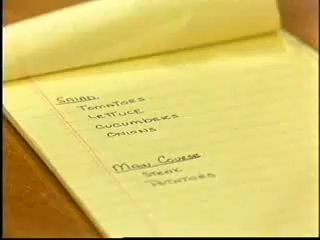 SALAD
TOMATOES
LETTUCE
CUCUMBERS
ONIONS
MAIN COURSE
STEAK
POTATOES